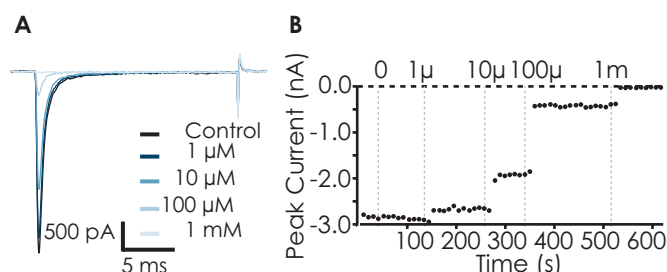 A
Control
1 µM
10 µM
100 µM
1 mM
500 pA
5 ms
B
0 1µ 10µ 100µ 1m
Peak Current (nA)
0.0
-1.0
-2.0
-3.0
100 200 300 400 500 600
Time (s)